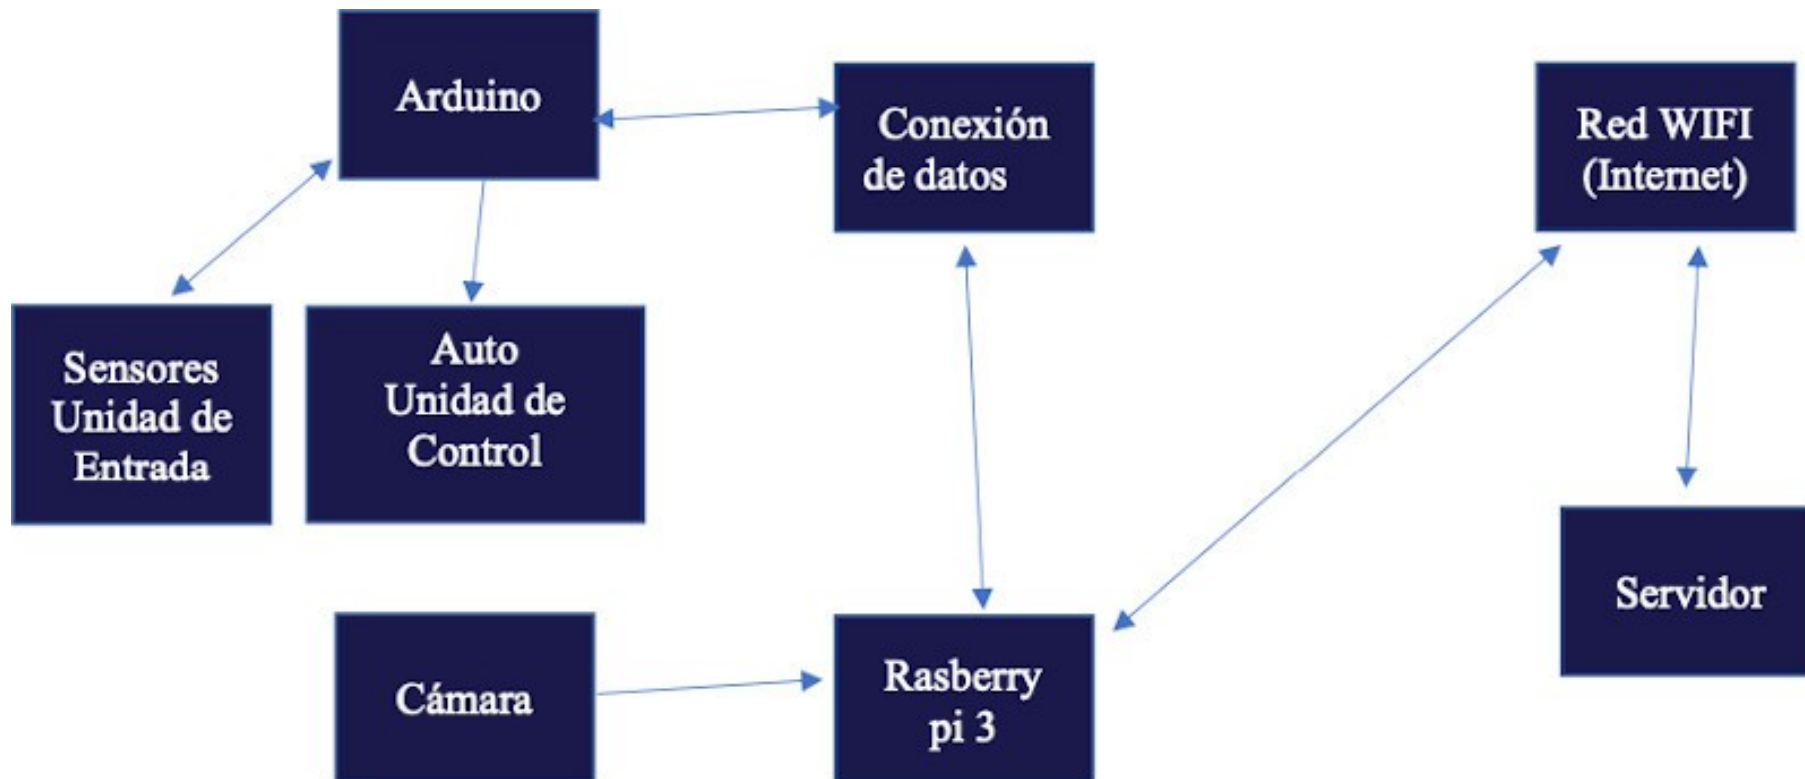 Arduino
Conexión
de datos
Red WIFI
(Internet)
Sensores
Unidad de
Entrada
Auto
Unidad de
Control
Cámara
Rasberry
pi 3
Servidor